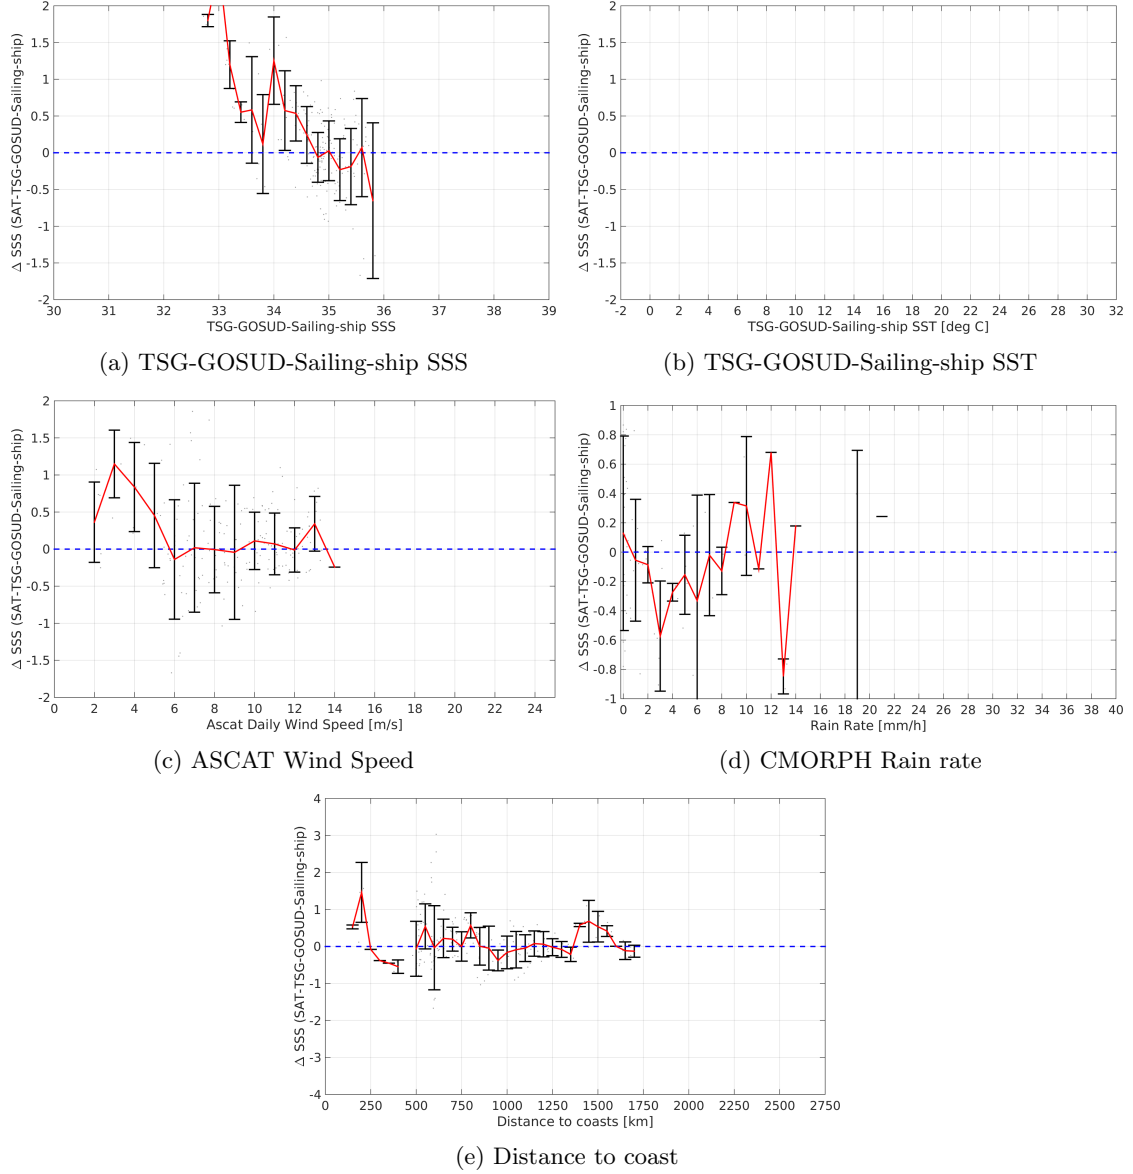 2
1.5
1
0.5
0
-0.5
-1
-1.5
-2
Δ SSS (SAT-TSG-GOSUD-Sailing-ship)
30 31 32 33 34 35 36 37 38 39
TSG-GOSUD-Sailing-ship SSS
(a) TSG-GOSUD-Sailing-ship SSS
2
1.5
1
0.5
0
-0.5
-1
-1.5
-2
Δ SSS (SAT-TSG-GOSUD-Sailing-ship)
-2 0 2 4 6 8 10 12 14 16 18 20 22 24 26 28 30 32
TSG-GOSUD-Sailing-ship SST [deg C]
(b) TSG-GOSUD-Sailing-ship SST
2
1.5
1
0.5
0
-0.5
-1
-1.5
-2
Δ SSS (SAT-TSG-GOSUD-Sailing-ship)
0 2 4 6 8 10 12 14 16 18 20 22 24
Ascat Daily Wind Speed [m/s]
(c) ASCAT Wind Speed
1
0.8
0.6
0.4
0.2
0
-0.2
-0.4
-0.6
-0.8
-1
Δ SSS (SAT-TSG-GOSUD-Sailing-ship)
0 2 4 6 8 10 12 14 16 18 20 22 24 26 28 30 32 34 36 38 40
Rain Rate [mm/h]
(d) CMORPH Rain rate
4
3
2
1
0
-1
-2
-3
-4
Δ SSS (SAT-TSG-GOSUD-Sailing-ship)
0 250 500 750 1000 1250 1500 1750 2000 2250 2500 2750
Distance to coasts [km]
(e) Distance to coast